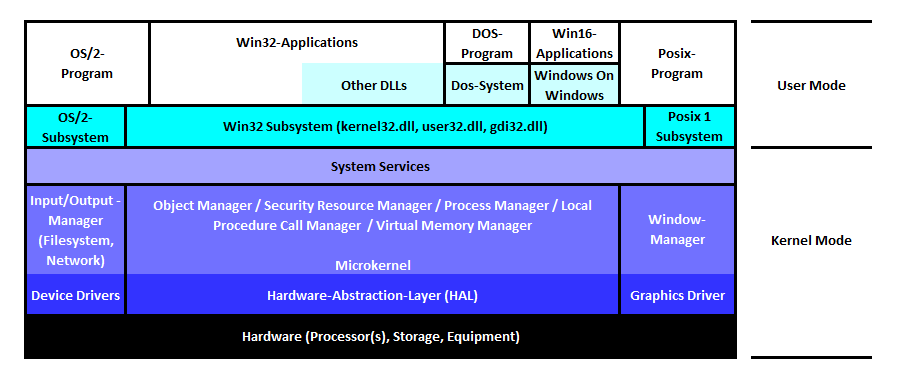 OS/2-
Program
Win32-Applications
DOS-
Program
Win16-
Applications
Posix-
Program
Other DLLs
Dos-System
Windows On
Windows
User Mode
OS/2-
Subsystem
Win32 Subsystem (kernel32.dll, user32.dll, gdi32.dll)
Posix 1
Subsystem
System Services
Input/Output -
Manager
(Filesystem,
Network)
Object Manager / Security Resource Manager / Process Manager / Local
Procedure Call Manager / Virtual Memory Manager
Microkernel
Window-
Manager
Kernel Mode
Device Drivers
Hardware-Abstraction-Layer (HAL)
Graphics Driver
Hardware (Processor(s), Storage, Equipment)